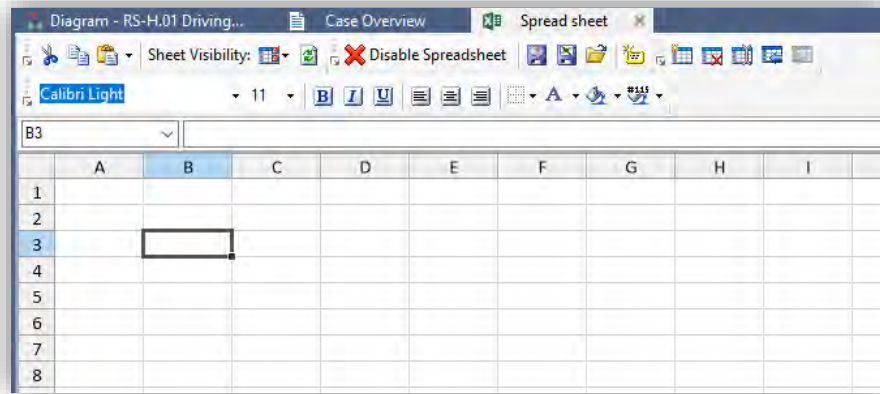 Diagram - RS-H.01 Driving... Case Overview Spread sheet
Sheet Visibility: Disable Spreadsheet
Calibri Light 11 B I U A #.$
B3
A B C D E F G H I
1
2
3
4
5
6
7
8